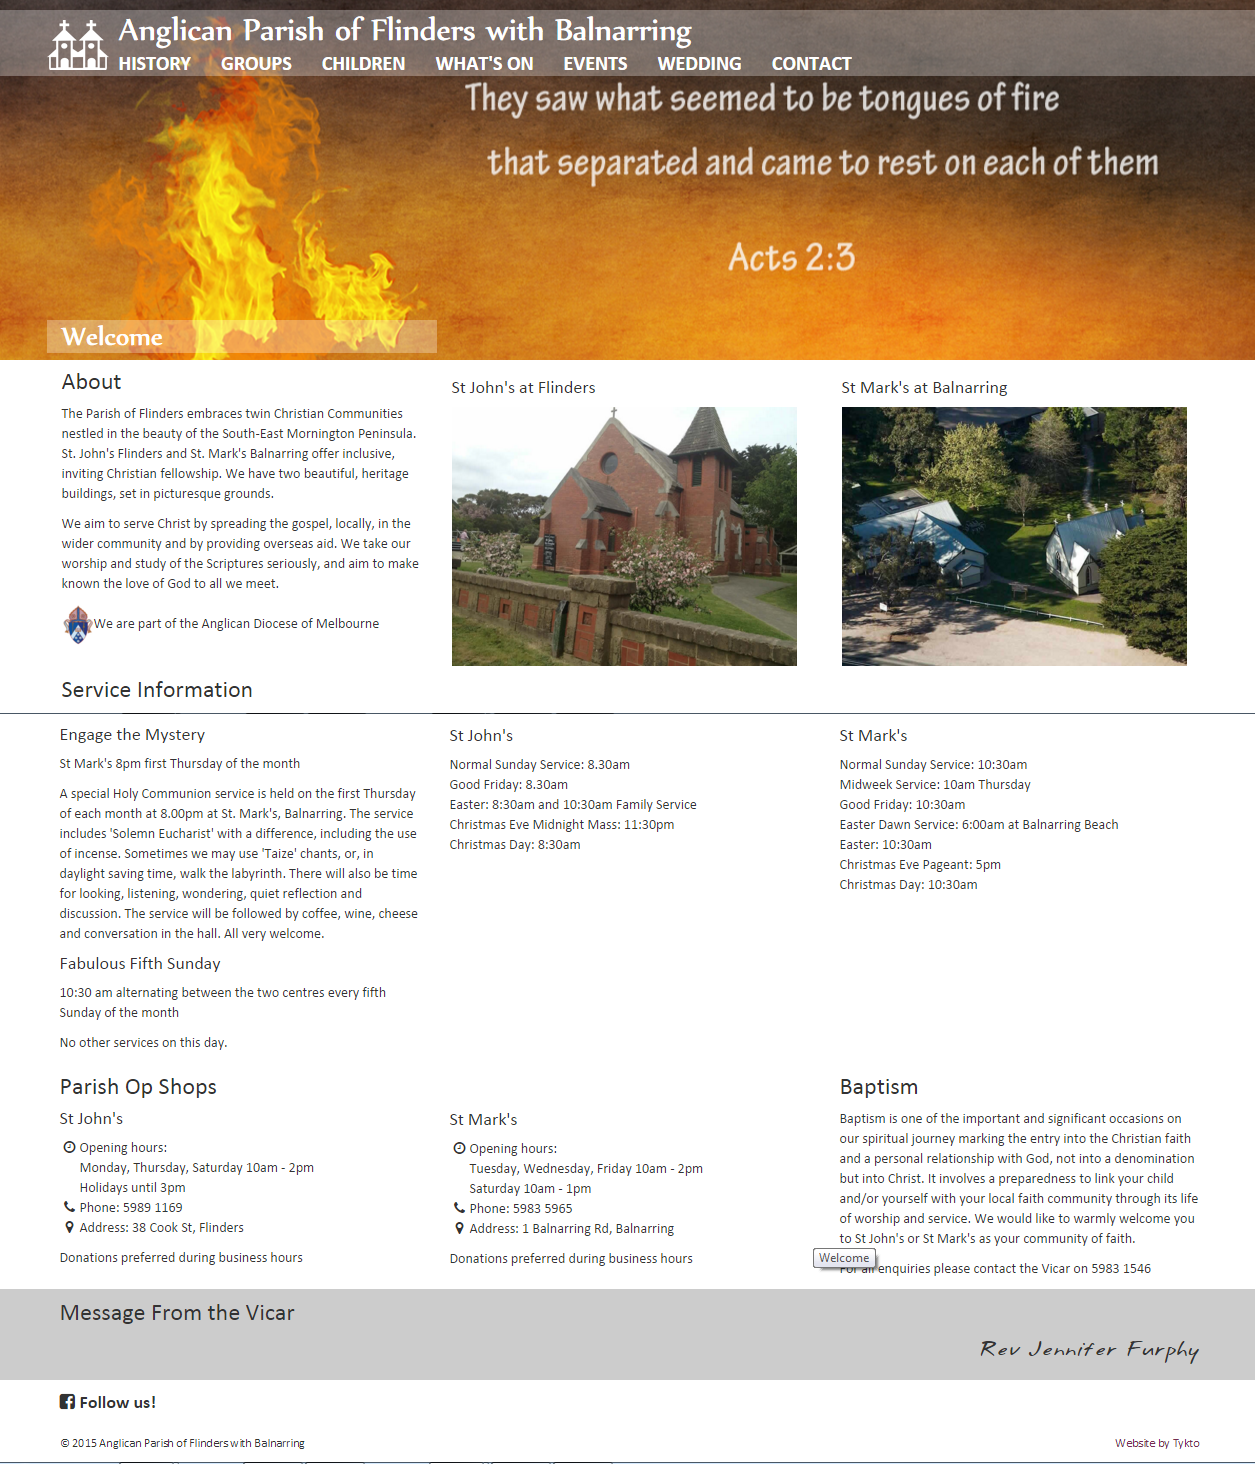 Anglican Parish of Flinders with Balnarring
HISTORY GROUPS CHILDREN WHAT'S ON EVENTS WEDDING CONTACT
They saw what seemed to be tongues of fire
that separated and came to rest on each of them
Acts 2:3
Welcome
About
The Parish of Flinders embraces twin Christian Communities
nestled in the beauty of the South-East Mornington Peninsula.
St. John's Flinders and St. Mark's Balnarring offer inclusive,
inviting Christian fellowship. We have two beautiful, heritage
buildings, set in picturesque grounds.
We aim to serve Christ by spreading the gospel, locally, in the
wider community and by providing overseas aid. We take our
worship and study of the Scriptures seriously, and aim to make
known the love of God to all we meet.
We are part of the Anglican Diocese of Melbourne
St John's at Flinders
St Mark's at Balnarring
Service Information
Engage the Mystery
St Mark's 8pm first Thursday of the month
A special Holy Communion service is held on the first Thursday
of each month at 8.00pm at St. Mark's, Balnarring. The service
includes 'Solemn Eucharist' with a difference, including the use
of incense. Sometimes we may use 'Taize' chants, or, in
daylight saving time, walk the labyrinth. There will also be time
for looking, listening, wondering, quiet reflection and
discussion. The service will be followed by coffee, wine, cheese
and conversation in the hall. All very welcome.
Fabulous Fifth Sunday
10:30 am alternating between the two centres every fifth
Sunday of the month
No other services on this day.
St John's
Normal Sunday Service: 8.30am
Good Friday: 8.30am
Easter: 8:30am and 10:30am Family Service
Christmas Eve Midnight Mass: 11:30pm
Christmas Day: 8:30am
St Mark's
Normal Sunday Service: 10:30am
Midweek Service: 10am Thursday
Good Friday: 10:30am
Easter Dawn Service: 6:00am at Balnarring Beach
Easter: 10:30am
Christmas Eve Pageant: 5pm
Christmas Day: 10:30am
Parish Op Shops
St John's
Opening hours:
Monday, Thursday, Saturday 10am - 2pm
Holidays until 3pm
Phone: 5989 1169
Address: 38 Cook St, Flinders
Donations preferred during business hours
St Mark's
Opening hours:
Tuesday, Wednesday, Friday 10am - 2pm
Saturday 10am - 1pm
Phone: 5983 5965
Address: 1 Balnarring Rd, Balnarring
Donations preferred during business hours
Baptism
Baptism is one of the important and significant occasions on
our spiritual journey marking the entry into the Christian faith
and a personal relationship with God, not into a denomination
but into Christ. It involves a preparedness to link your child
and/or yourself with your local faith community through its life
of worship and service. We would like to warmly welcome you
to St John's or St Mark's as your community of faith.
Welcome
For all enquiries please contact the Vicar on 5983 1546
Message From the Vicar
Rev Jennifer Furphy
Follow us!
© 2015 Anglican Parish of Flinders with Balnarring
Website by Tykto